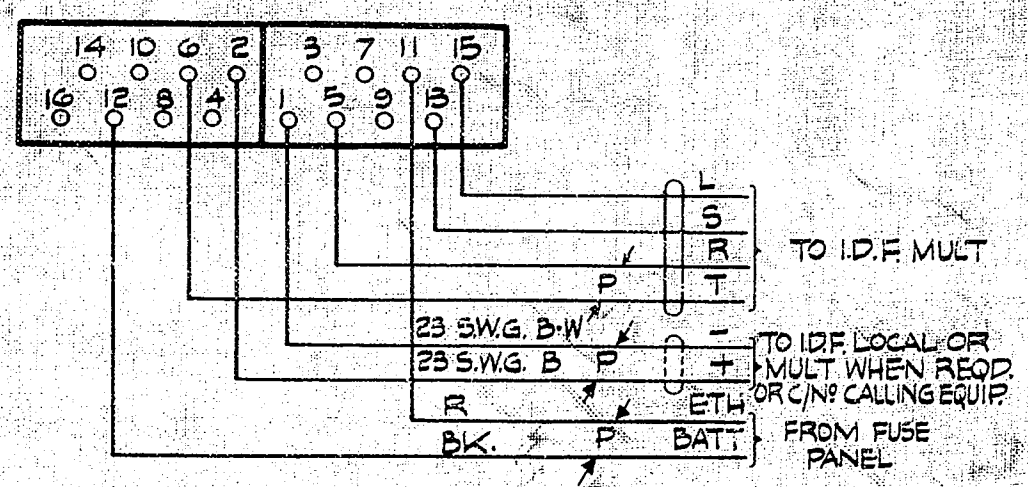 14 10 6 2 3 7 11 15
16 12 8 4 1 5 9 13
L
S
R
P T
TO I.D.F. MULT
23 S.W.G. B-W -
23 S.W.G. B P +
TO I.D.F. LOCAL OR
MULT WHEN REQD.
OR C/Nº CALLING EQUIP.
R ETH
BK. P BATT
FROM FUSE
PANEL